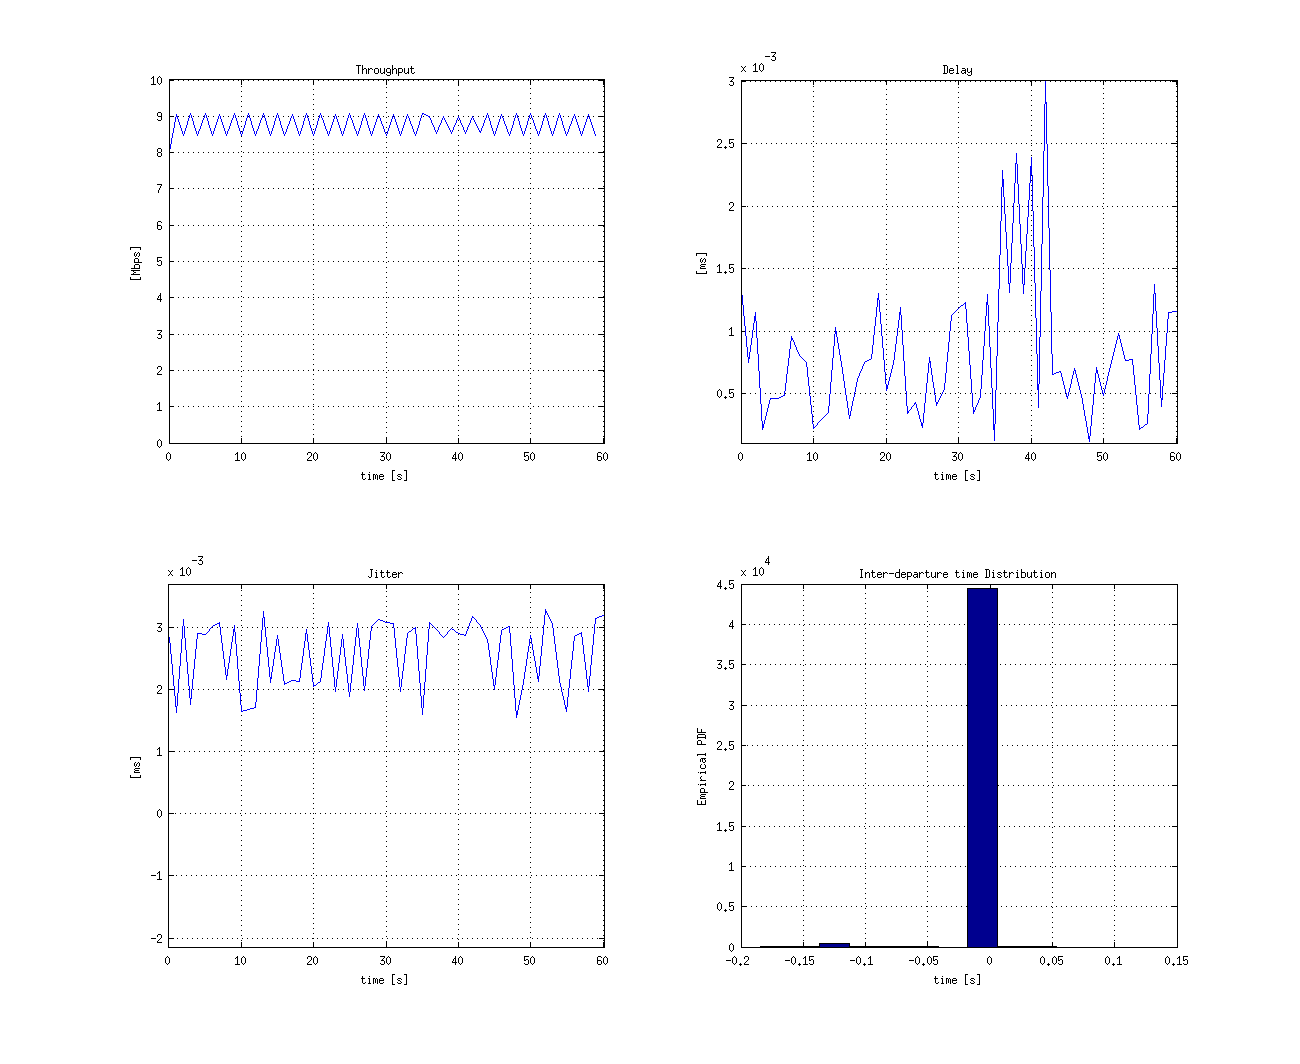 Throughput
10
9
8
7
6
5
4
3
2
1
0
[Mbps]
0 10 20 30 40 50 60
time [s]
x 10-3
Delay
3
2.5
2
1.5
1
0.5
[ms]
0 10 20 30 40 50 60
time [s]
x 10-3
Jitter
3
2
1
0
-1
-2
[ms]
0 10 20 30 40 50 60
time [s]
x 10 4
Inter-departure time Distribution
4.5
4
3.5
3
2.5
2
1.5
1
0.5
0
Empirical PDF
-0.2 -0.15 -0.1 -0.05 0 0.05 0.1 0.15
time [s]